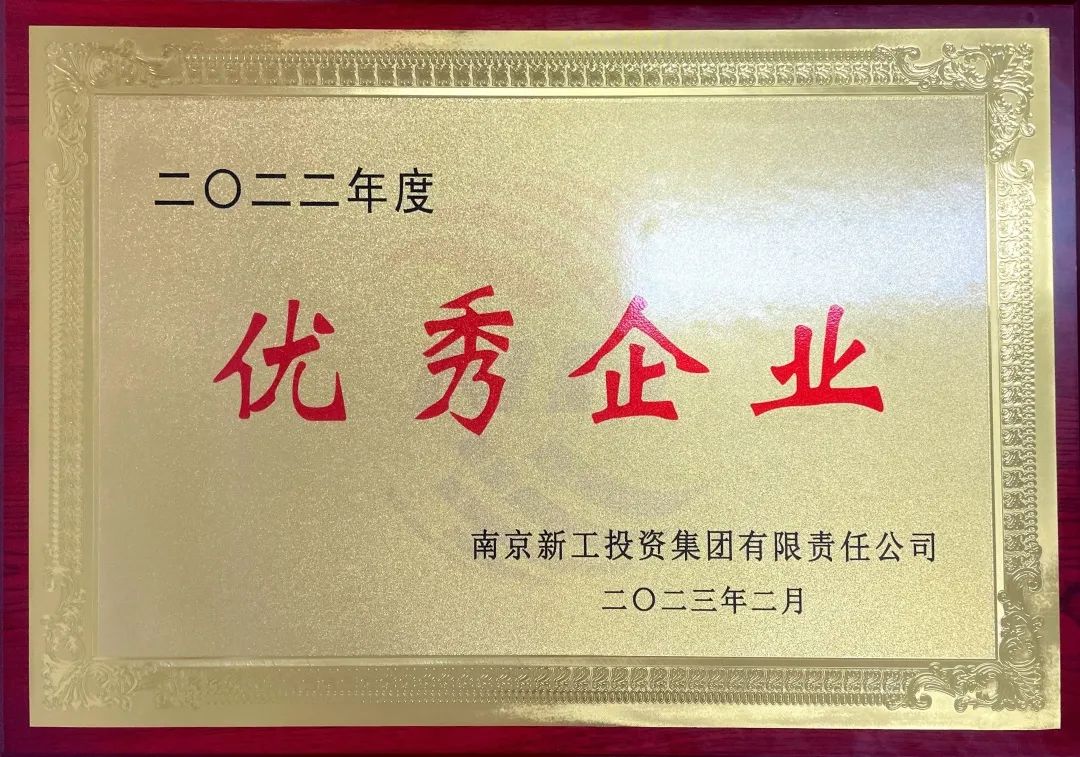 二〇二二年度
优秀企业
南京新工投资集团有限责任公司
二〇二三年二月